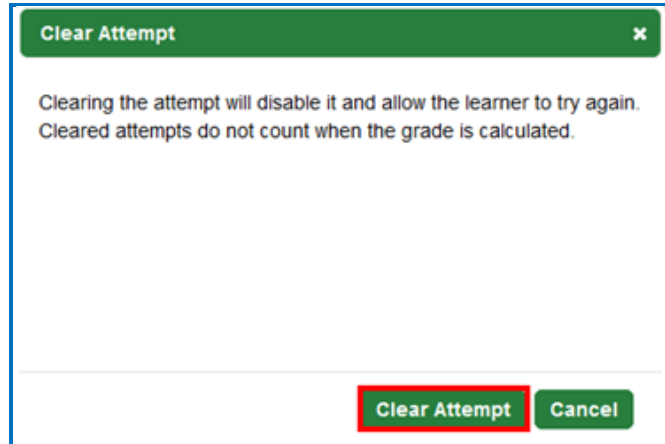 Clear Attempt
Clearing the attempt will disable it and allow the learner to try again.
Cleared attempts do not count when the grade is calculated.
Clear Attempt Cancel